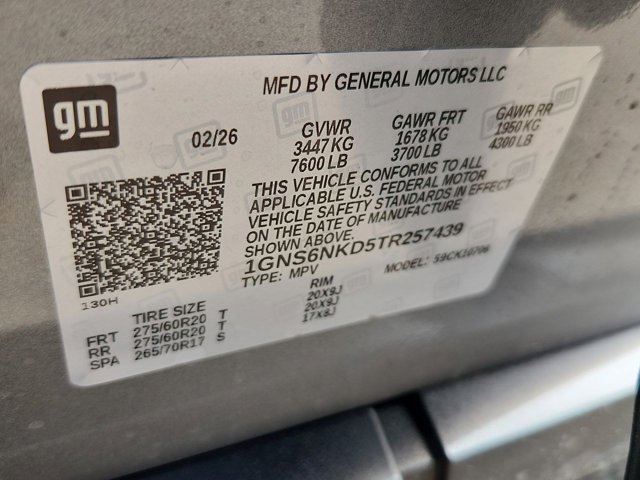 MFD BY GENERAL MOTORS LLC
gm
02/26
GVWR
3447 KG
7600 LB
GAWR FRT
1678 KG
3700 LB
GAWR RR
1950 KG
4300 LB
THIS VEHICLE CONFORMS TO ALL
APPLICABLE U.S. FEDERAL MOTOR
VEHICLE SAFETY STANDARDS IN EFFECT
ON THE DATE OF MANUFACTURE
SHOWN ABOVE.
1GNS6NKD5TR257439
TYPE: MPV
MODEL: 59CK10706
130H
TIRE SIZE
RIM
FRT 275/60R20 T 20X9J
RR 275/60R20 T 20X9J
SPA 265/70R17 S 17X8J